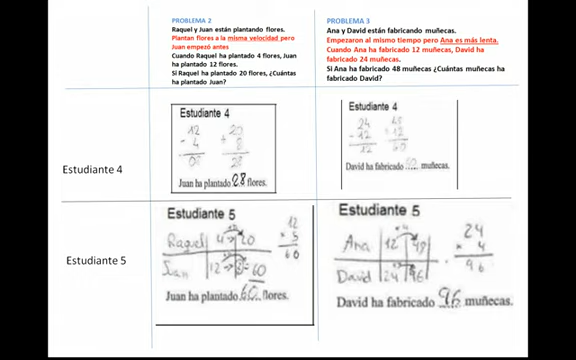 PROBLEMA 2
Raquel y Juan están plantando flores.
Plantan flores a la misma velocidad pero
Juan empezó antes
Cuando Raquel ha plantado 4 flores, Juan
ha plantado 12 flores.
Si Raquel ha plantado 20 flores, ¿Cuántas
ha plantado Juan?
PROBLEMA 3
Ana y David están fabricando muñecas.
Empezaron al mismo tiempo pero Ana es más lenta.
Cuando Ana ha fabricado 12 muñecas, David ha
fabricado 24 muñecas.
Si Ana ha fabricado 48 muñecas ¿Cuántas muñecas ha
fabricado David?
Estudiante 4
Estudiante 4
12 20
- 4 + 8
08 28
Juan ha plantado 28 flores.
Estudiante 4
24 48
- 12 + 12
12 60
David ha fabricado 60 muñecas.
Estudiante 5
Estudiante 5
Raquel 4 20
Juan 12 60
12
× 5
60
Juan ha plantado 60 flores.
Estudiante 5
Ana 12 48
David 24 96
24
× 4
96
David ha fabricado 96 muñecas.